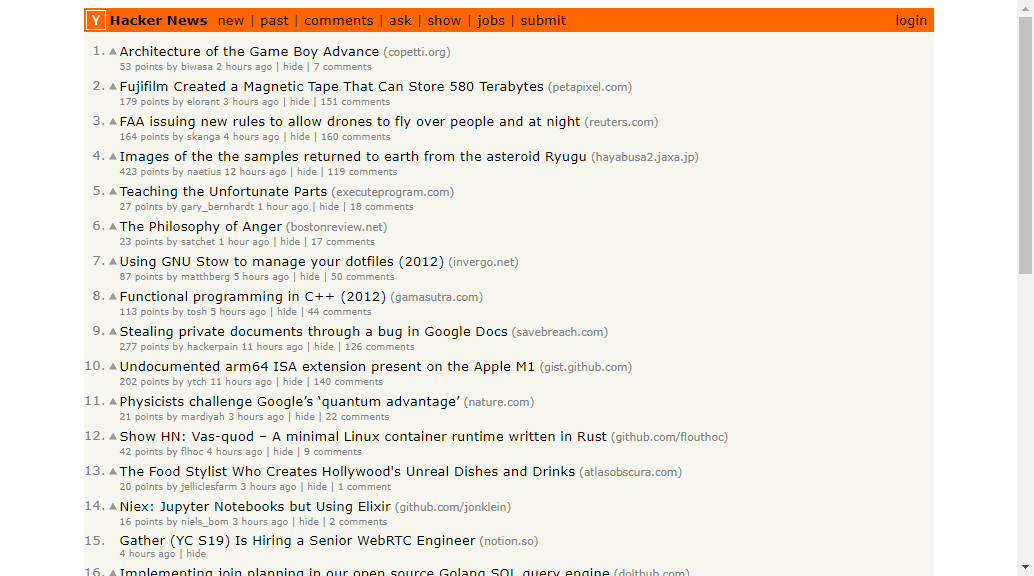 Y Hacker News new | past | comments | ask | show | jobs | submit login
1. Architecture of the Game Boy Advance (copetti.org)
53 points by biwasa 2 hours ago | hide | 7 comments
2. Fujifilm Created a Magnetic Tape That Can Store 580 Terabytes (petapixel.com)
179 points by elorant 3 hours ago | hide | 151 comments
3. FAA issuing new rules to allow drones to fly over people and at night (reuters.com)
164 points by skanga 4 hours ago | hide | 160 comments
4. Images of the the samples returned to earth from the asteroid Ryugu (hayabusa2.jaxa.jp)
423 points by naetius 12 hours ago | hide | 119 comments
5. Teaching the Unfortunate Parts (executeprogram.com)
27 points by gary_bernhardt 1 hour ago | hide | 18 comments
6. The Philosophy of Anger (bostonreview.net)
23 points by satchet 1 hour ago | hide | 17 comments
7. Using GNU Stow to manage your dotfiles (2012) (invergo.net)
87 points by matthberg 5 hours ago | hide | 50 comments
8. Functional programming in C++ (2012) (gamasutra.com)
113 points by tosh 5 hours ago | hide | 44 comments
9. Stealing private documents through a bug in Google Docs (savebreach.com)
277 points by hackerpain 11 hours ago | hide | 126 comments
10. Undocumented arm64 ISA extension present on the Apple M1 (gist.github.com)
202 points by ytch 11 hours ago | hide | 140 comments
11. Physicists challenge Google’s ‘quantum advantage’ (nature.com)
21 points by mardiyah 3 hours ago | hide | 22 comments
12. Show HN: Vas-quod – A minimal Linux container runtime written in Rust (github.com/flouthoc)
42 points by flhoc 4 hours ago | hide | 9 comments
13. The Food Stylist Who Creates Hollywood's Unreal Dishes and Drinks (atlasobscura.com)
20 points by jelliclesfarm 3 hours ago | hide | 1 comment
14. Niex: Jupyter Notebooks but Using Elixir (github.com/jonklein)
16 points by niels_bom 3 hours ago | hide | 2 comments
15. Gather (YC S19) Is Hiring a Senior WebRTC Engineer (notion.so)
4 hours ago | hide
16. Implementing join planning in our open source Golang SQL query engine (dolthub.com)